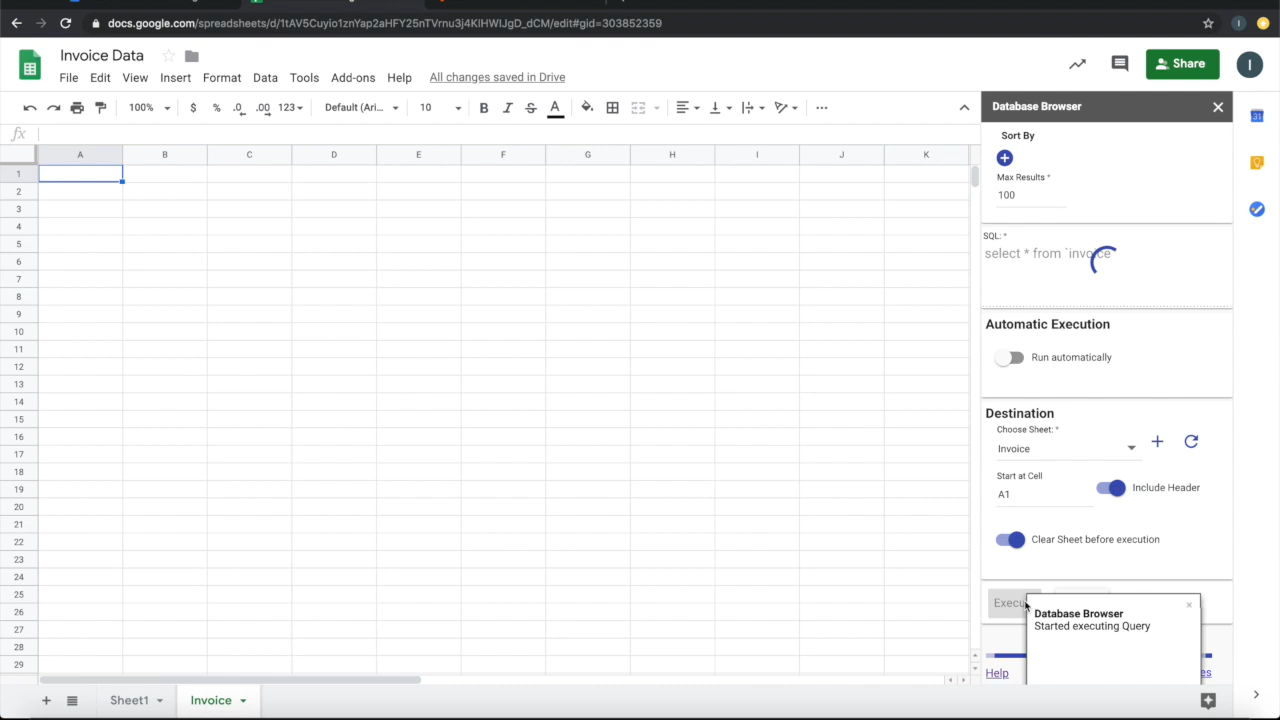 docs.google.com/spreadsheets/d/1tAV5Cuyio1znYap2aHFY25nTVrnu3j4KlHWIJgD_dCM/edit#gid=303852359
I
Invoice Data
File Edit View Insert Format Data Tools Add-ons Help All changes saved in Drive
Share
I
100% $ % .0 .00 123 Default (Ari... 10 B I S A
Database Browser
31
fx
A B C D E F G H I J K
1
2
3
4
5
6
7
8
9
10
11
12
13
14
15
16
17
18
19
20
21
22
23
24
25
26
27
28
29
Sort By
Max Results *
100
SQL: *
select * from `invoice`
Automatic Execution
Run automatically
Destination
Choose Sheet: *
Invoice
Start at Cell
A1
Include Header
Clear Sheet before execution
Execu
Database Browser
Started executing Query
Help
es
Sheet1 Invoice